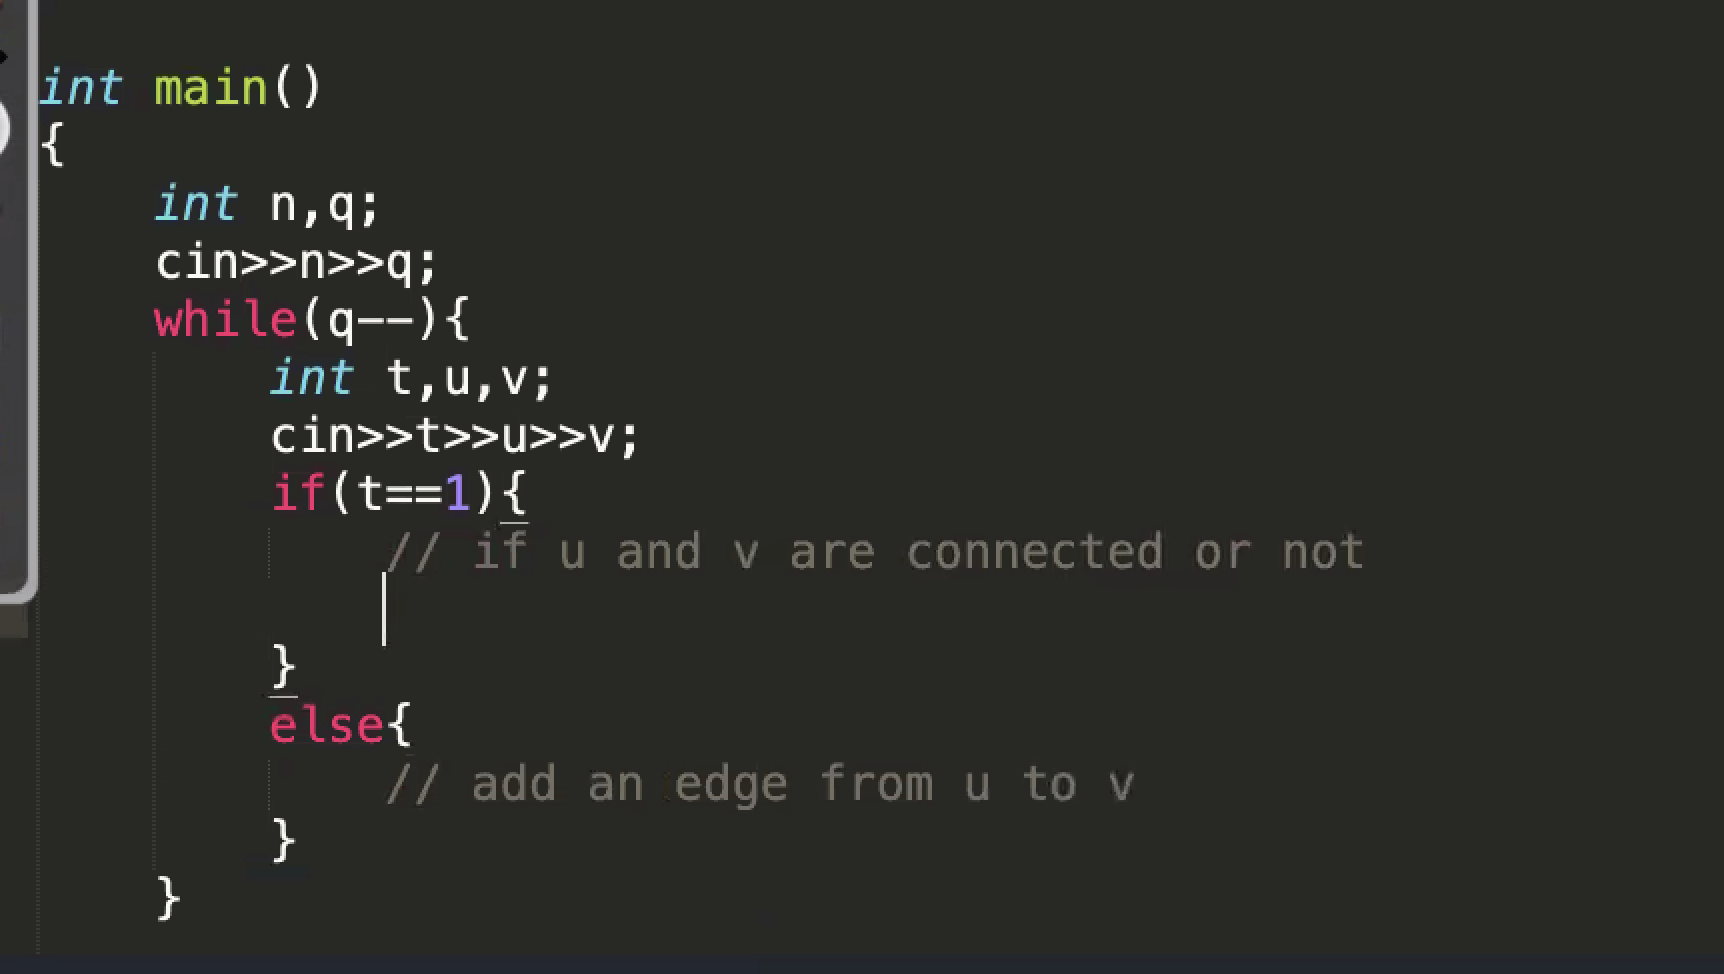 int main()
{
int n,q;
cin>>n>>q;
while(q--){
int t,u,v;
cin>>t>>u>>v;
if(t==1){
// if u and v are connected or not
}
else{
// add an edge from u to v
}
}